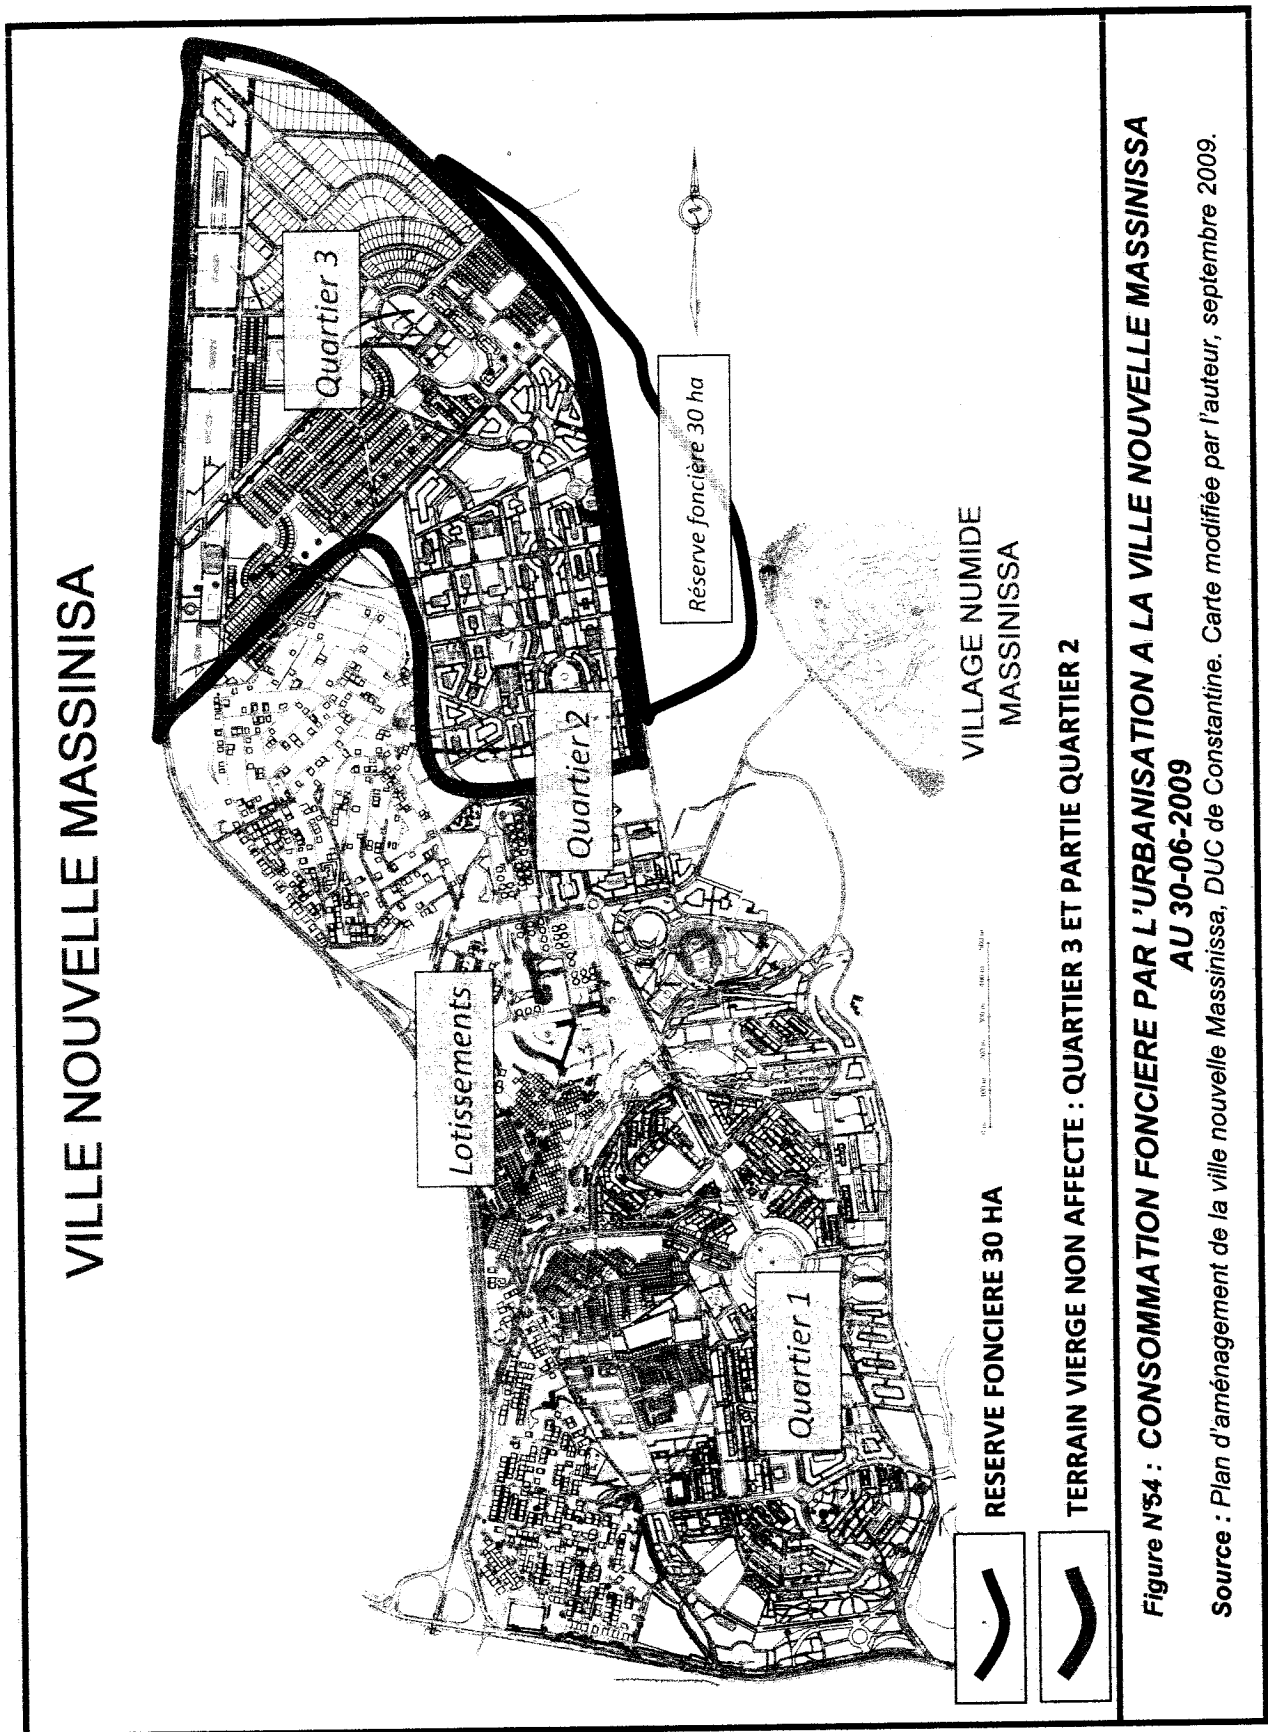 VILLE NOUVELLE MASSINISA
Quartier 3
Réserve foncière 30 ha
Quartier 2
VILLAGE NUMIDE
MASSINISSA
Lotissements
Quartier 1
RESERVE FONCIERE 30 HA
TERRAIN VIERGE NON AFFECTE : QUARTIER 3 ET PARTIE QUARTIER 2
Figure N°54 : CONSOMMATION FONCIERE PAR L'URBANISATION A LA VILLE NOUVELLE MASSINISSA
AU 30-06-2009
Source : Plan d'aménagement de la ville nouvelle Massinissa, DUC de Constantine. Carte modifiée par l'auteur, septembre 2009.